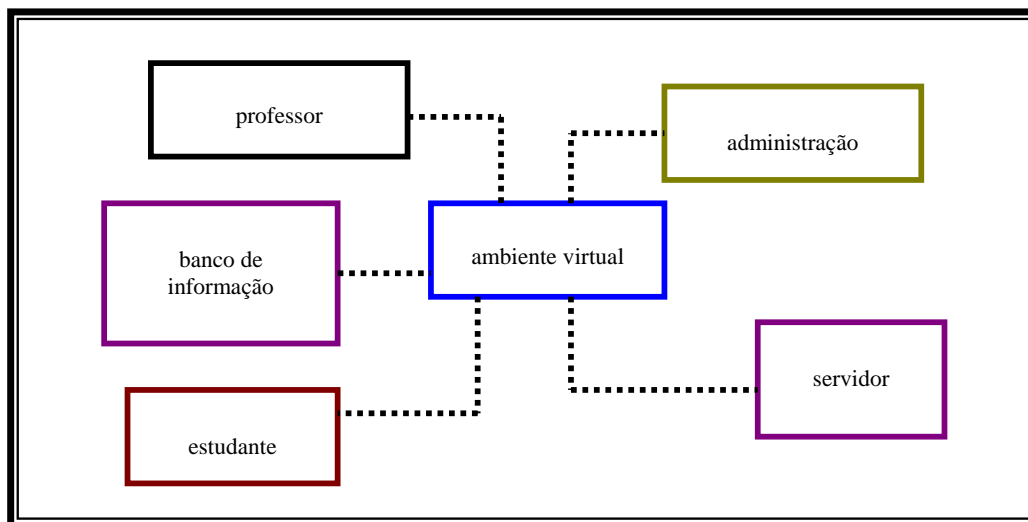 professor
administração
banco de
informação
ambiente virtual
servidor
estudante